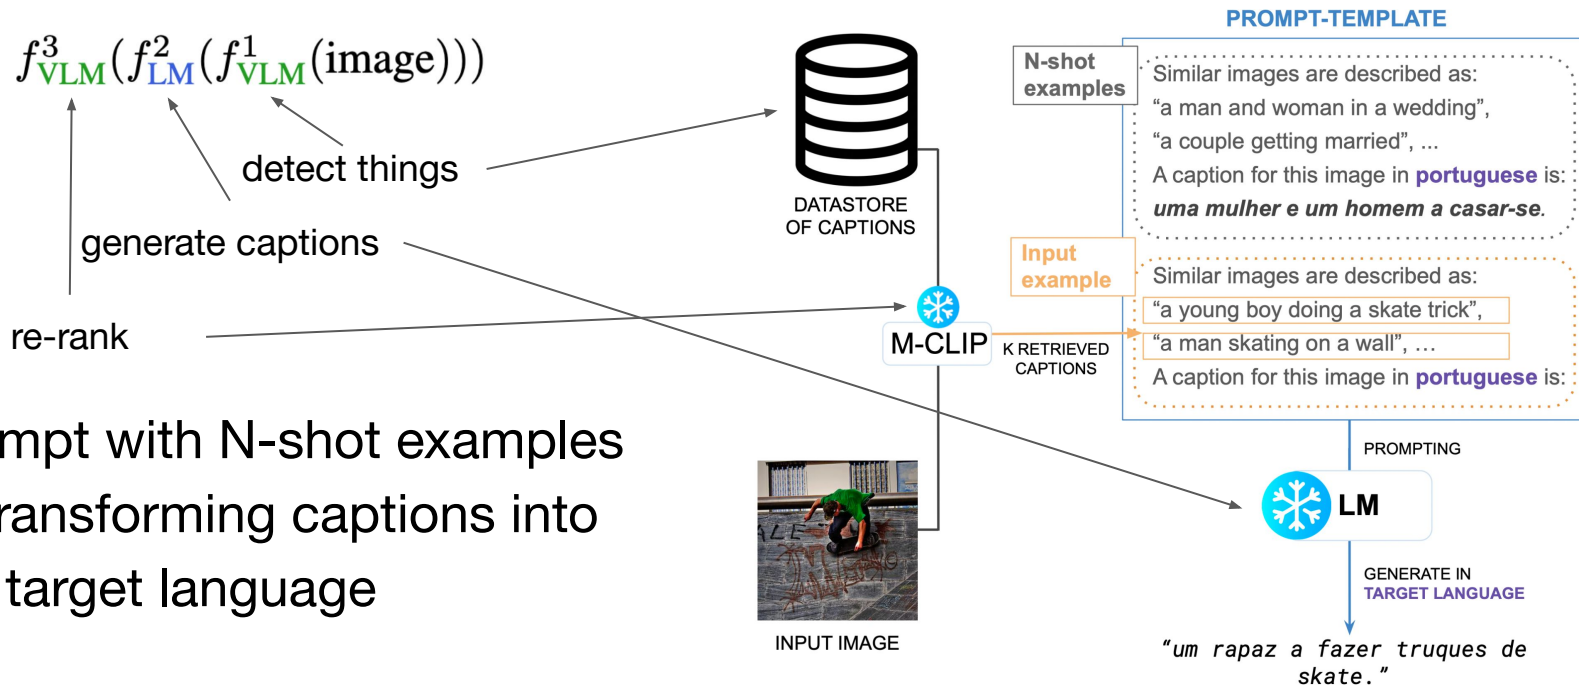 f³VLM(f²LM(f¹VLM(image)))
detect things
generate captions
re-rank
mpt with N-shot examples
ransforming captions into
target language
DATASTORE
OF CAPTIONS
M-CLIP
K RETRIEVED
CAPTIONS
INPUT IMAGE
PROMPT-TEMPLATE
N-shot
examples
Similar images are described as:
“a man and woman in a wedding”,
“a couple getting married”, ...
A caption for this image in portuguese is:
uma mulher e um homem a casar-se.
Input
example
Similar images are described as:
“a young boy doing a skate trick”,
“a man skating on a wall”, …
A caption for this image in portuguese is:
PROMPTING
LM
GENERATE IN
TARGET LANGUAGE
“um rapaz a fazer truques de
skate.”